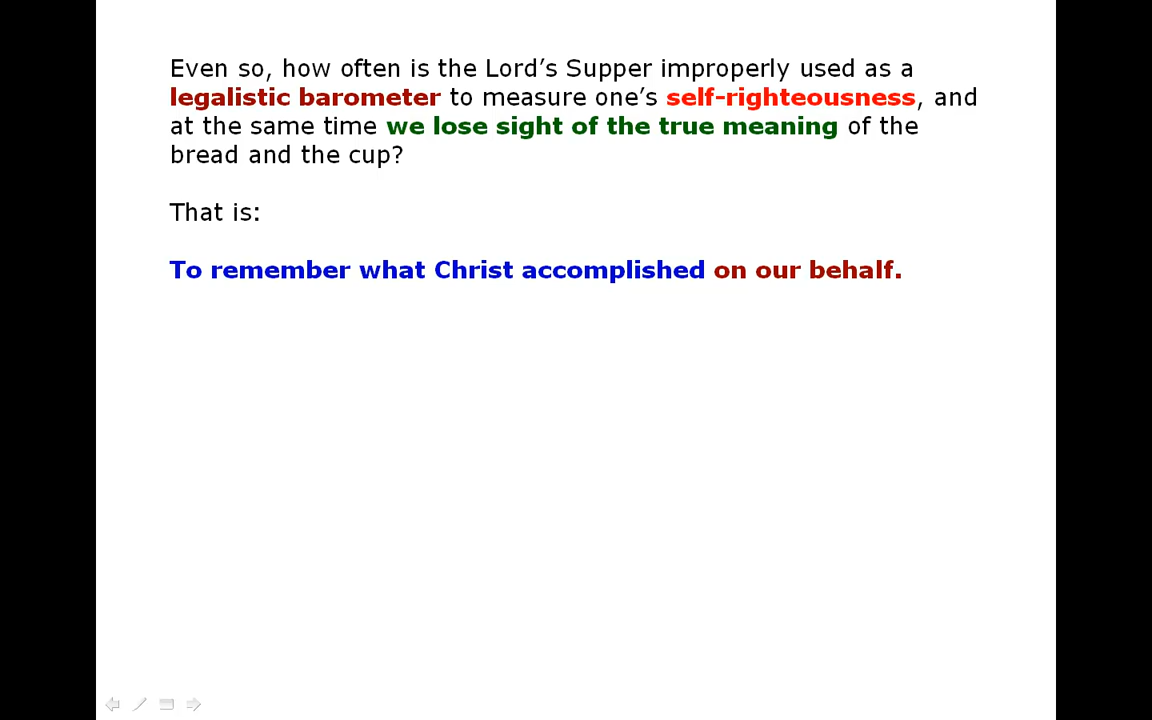 Even so, how often is the Lord’s Supper improperly used as a
legalistic barometer to measure one’s self-righteousness, and
at the same time we lose sight of the true meaning of the
bread and the cup?
That is:
To remember what Christ accomplished on our behalf.